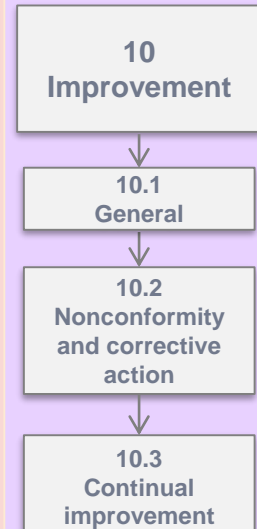 10
Improvement
10.1
General
10.2
Nonconformity
and corrective
action
10.3
Continual
improvement